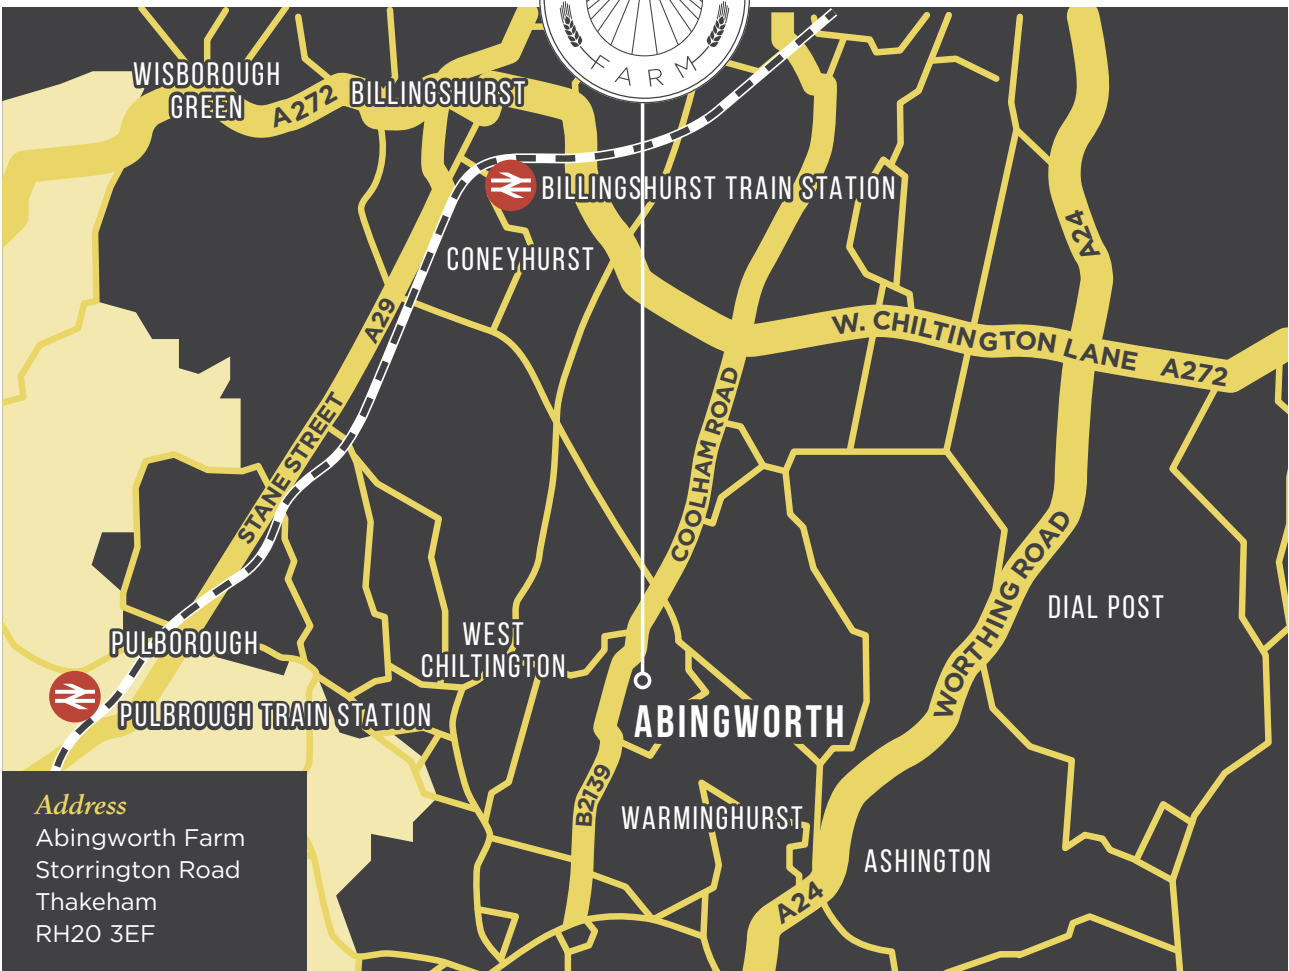 FARM
WISBOROUGH
GREEN
A272
BILLINGSHURST
BILLINGSHURST TRAIN STATION
A24
CONEYHURST
A29
W. CHILTINGTON LANE A272
STANE STREET
COOLHAM ROAD
WORTHING ROAD
DIAL POST
PULBOROUGH
WEST
CHILTINGTON
PULBROUGH TRAIN STATION
ABINGWORTH
B2139
WARMINGHURST
ASHINGTON
A24
Address
Abingworth Farm
Storrington Road
Thakeham
RH20 3EF